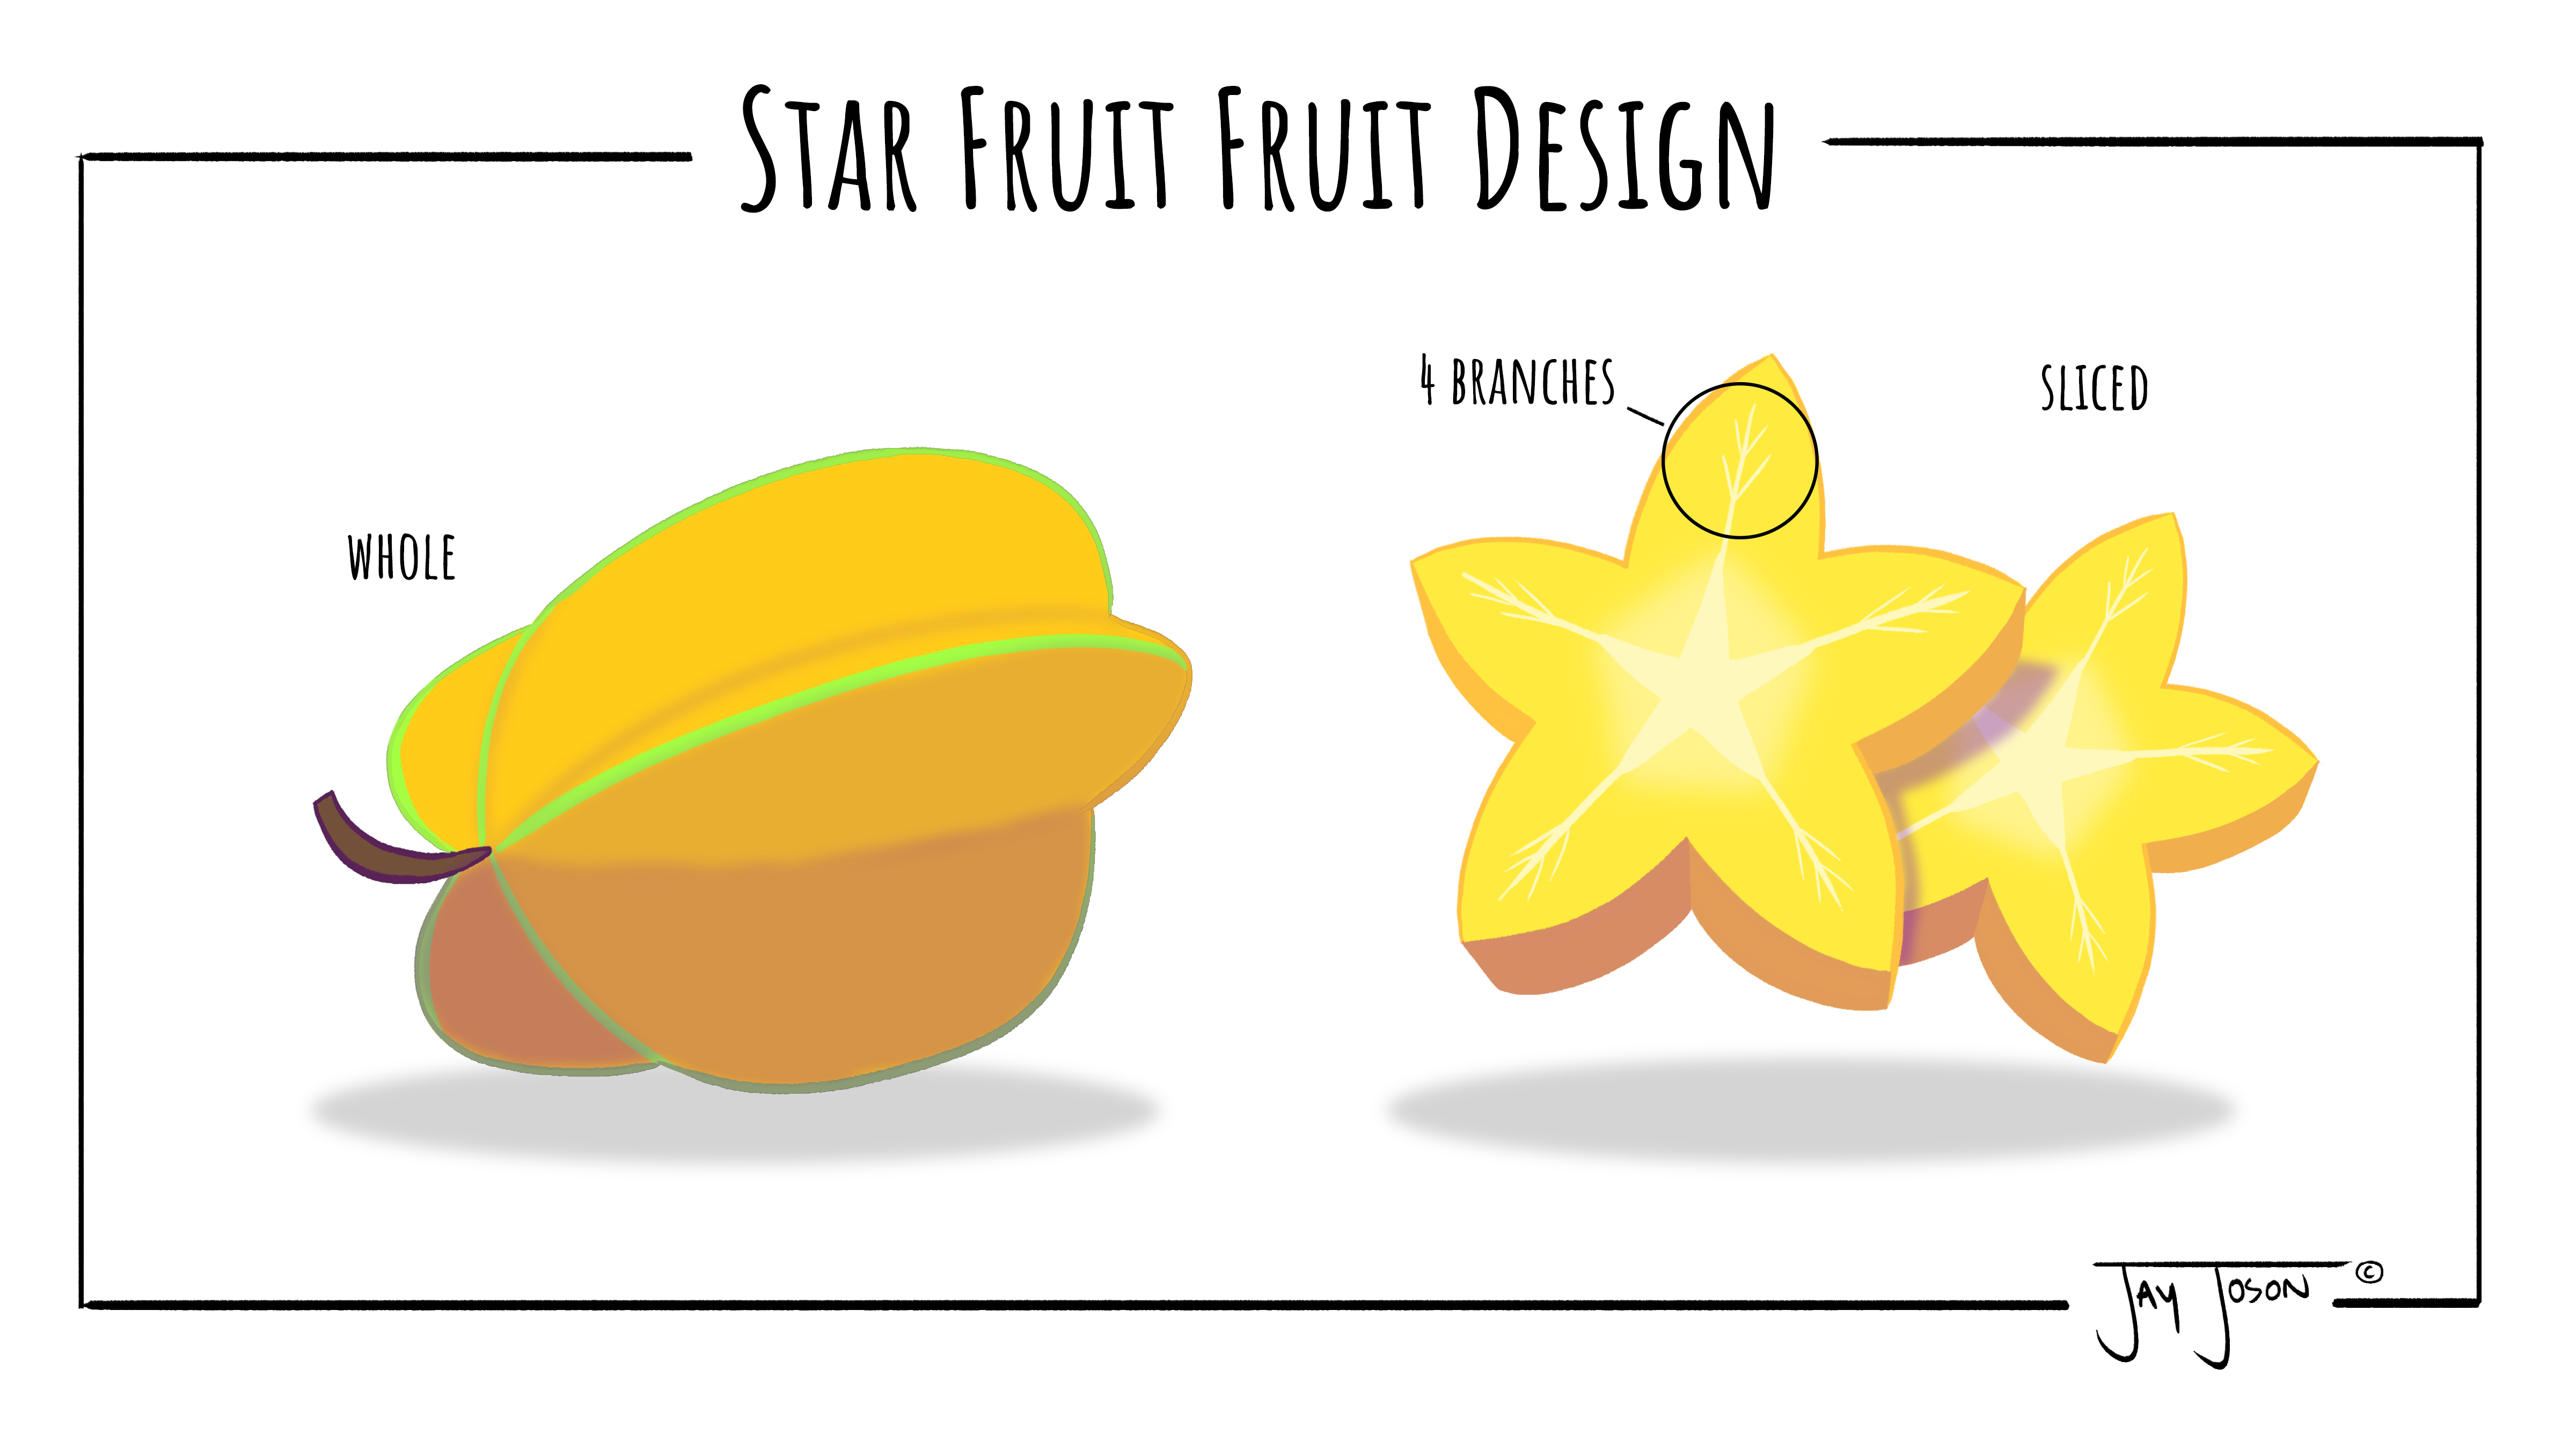 Star Fruit Fruit Design
4 branches
sliced
whole
Jay Joson ©